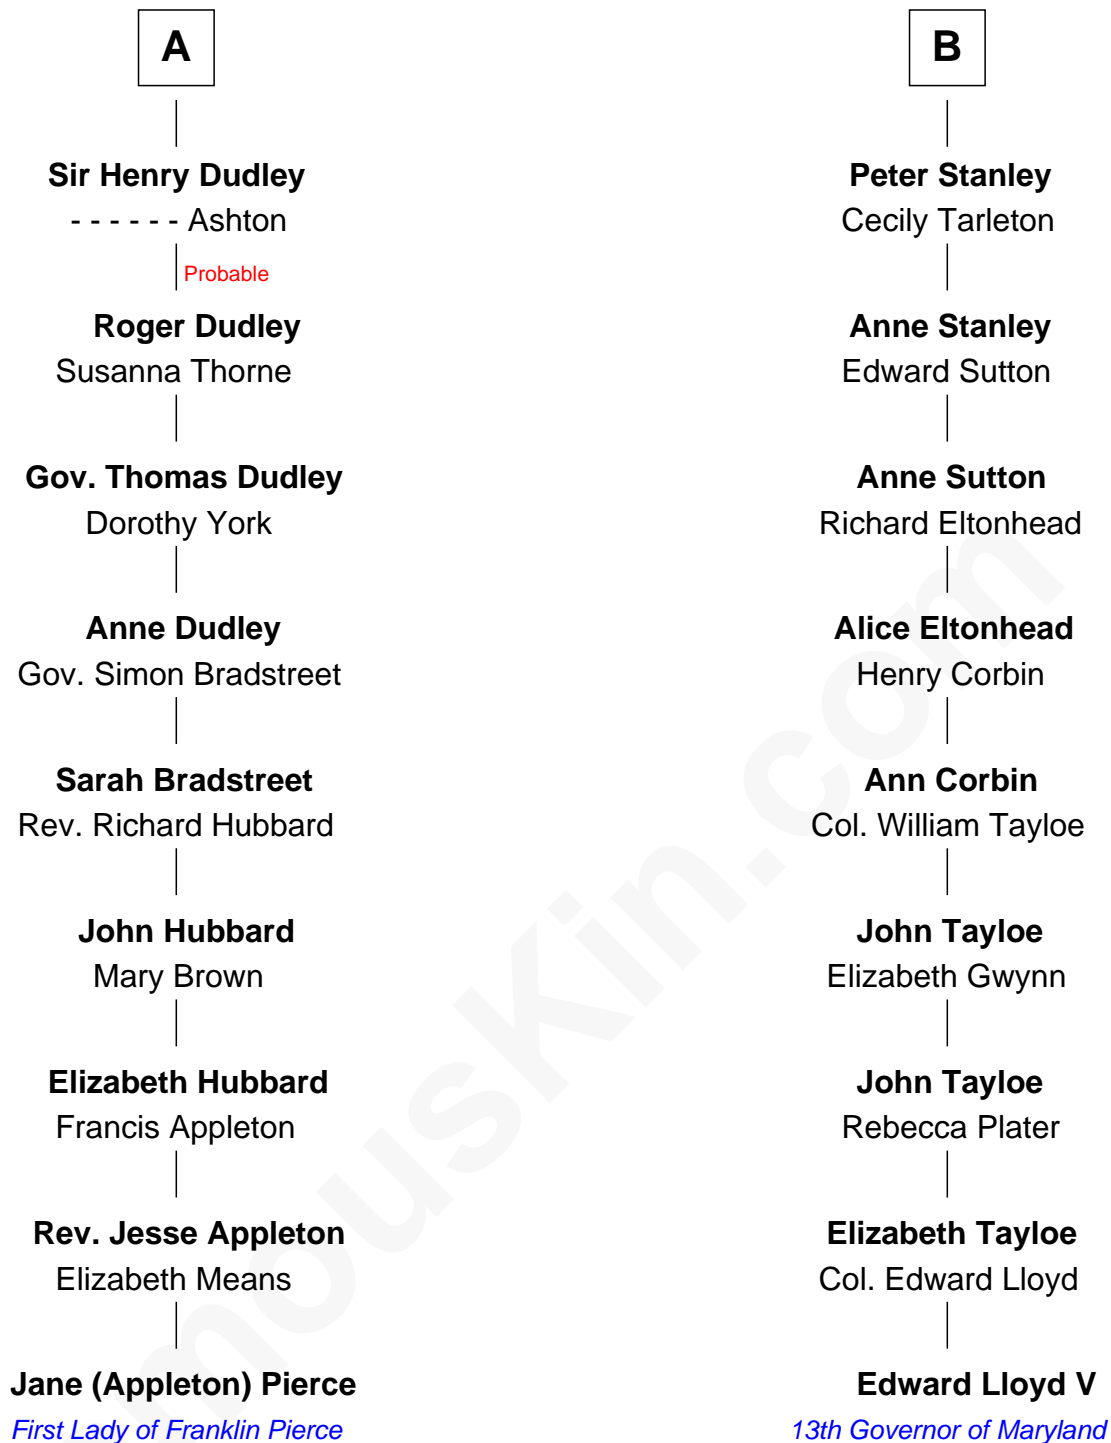 A
Sir Henry Dudley
- - - - - - Ashton
Probable
Roger Dudley
Susanna Thorne
Gov. Thomas Dudley
Dorothy York
Anne Dudley
Gov. Simon Bradstreet
Sarah Bradstreet
Rev. Richard Hubbard
John Hubbard
Mary Brown
Elizabeth Hubbard
Francis Appleton
Rev. Jesse Appleton
Elizabeth Means
Jane (Appleton) Pierce
First Lady of Franklin Pierce
B
Peter Stanley
Cecily Tarleton
Anne Stanley
Edward Sutton
Anne Sutton
Richard Eltonhead
Alice Eltonhead
Henry Corbin
Ann Corbin
Col. William Tayloe
John Tayloe
Elizabeth Gwynn
John Tayloe
Rebecca Plater
Elizabeth Tayloe
Col. Edward Lloyd
Edward Lloyd V
13th Governor of Maryland
mousKin.com